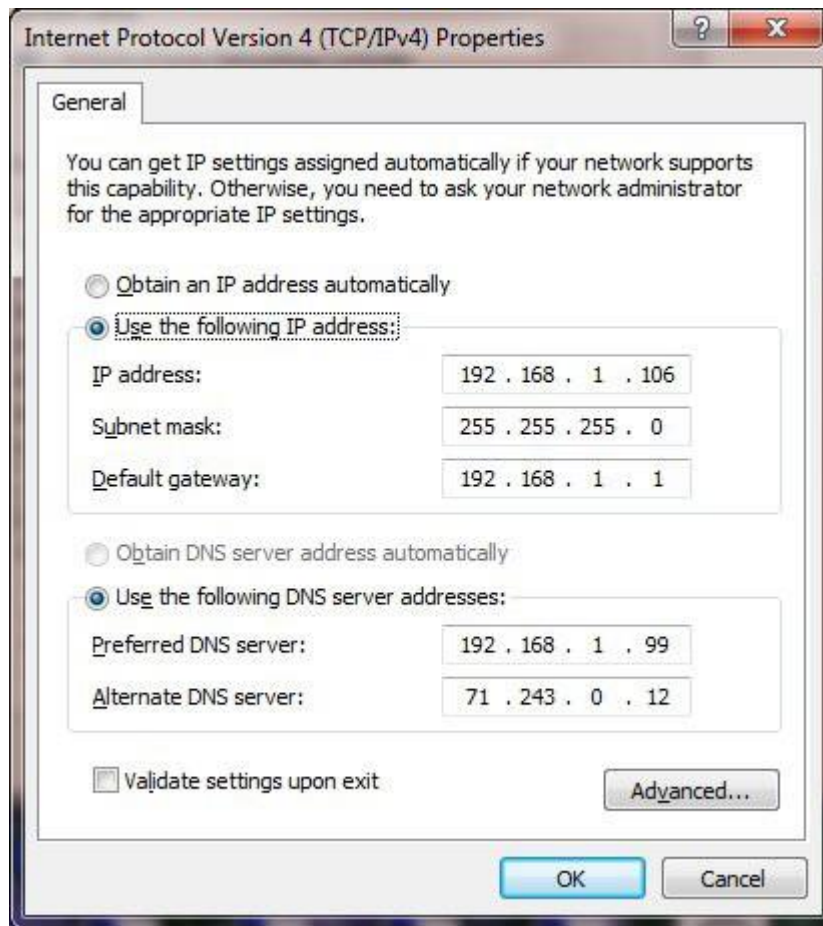 Internet Protocol Version 4 (TCP/IPv4) Properties
General
You can get IP settings assigned automatically if your network supports
this capability. Otherwise, you need to ask your network administrator
for the appropriate IP settings.
Obtain an IP address automatically
Use the following IP address:
IP address: 192 . 168 . 1 . 106
Subnet mask: 255 . 255 . 255 . 0
Default gateway: 192 . 168 . 1 . 1
Obtain DNS server address automatically
Use the following DNS server addresses:
Preferred DNS server: 192 . 168 . 1 . 99
Alternate DNS server: 71 . 243 . 0 . 12
Validate settings upon exit
Advanced...
OK Cancel